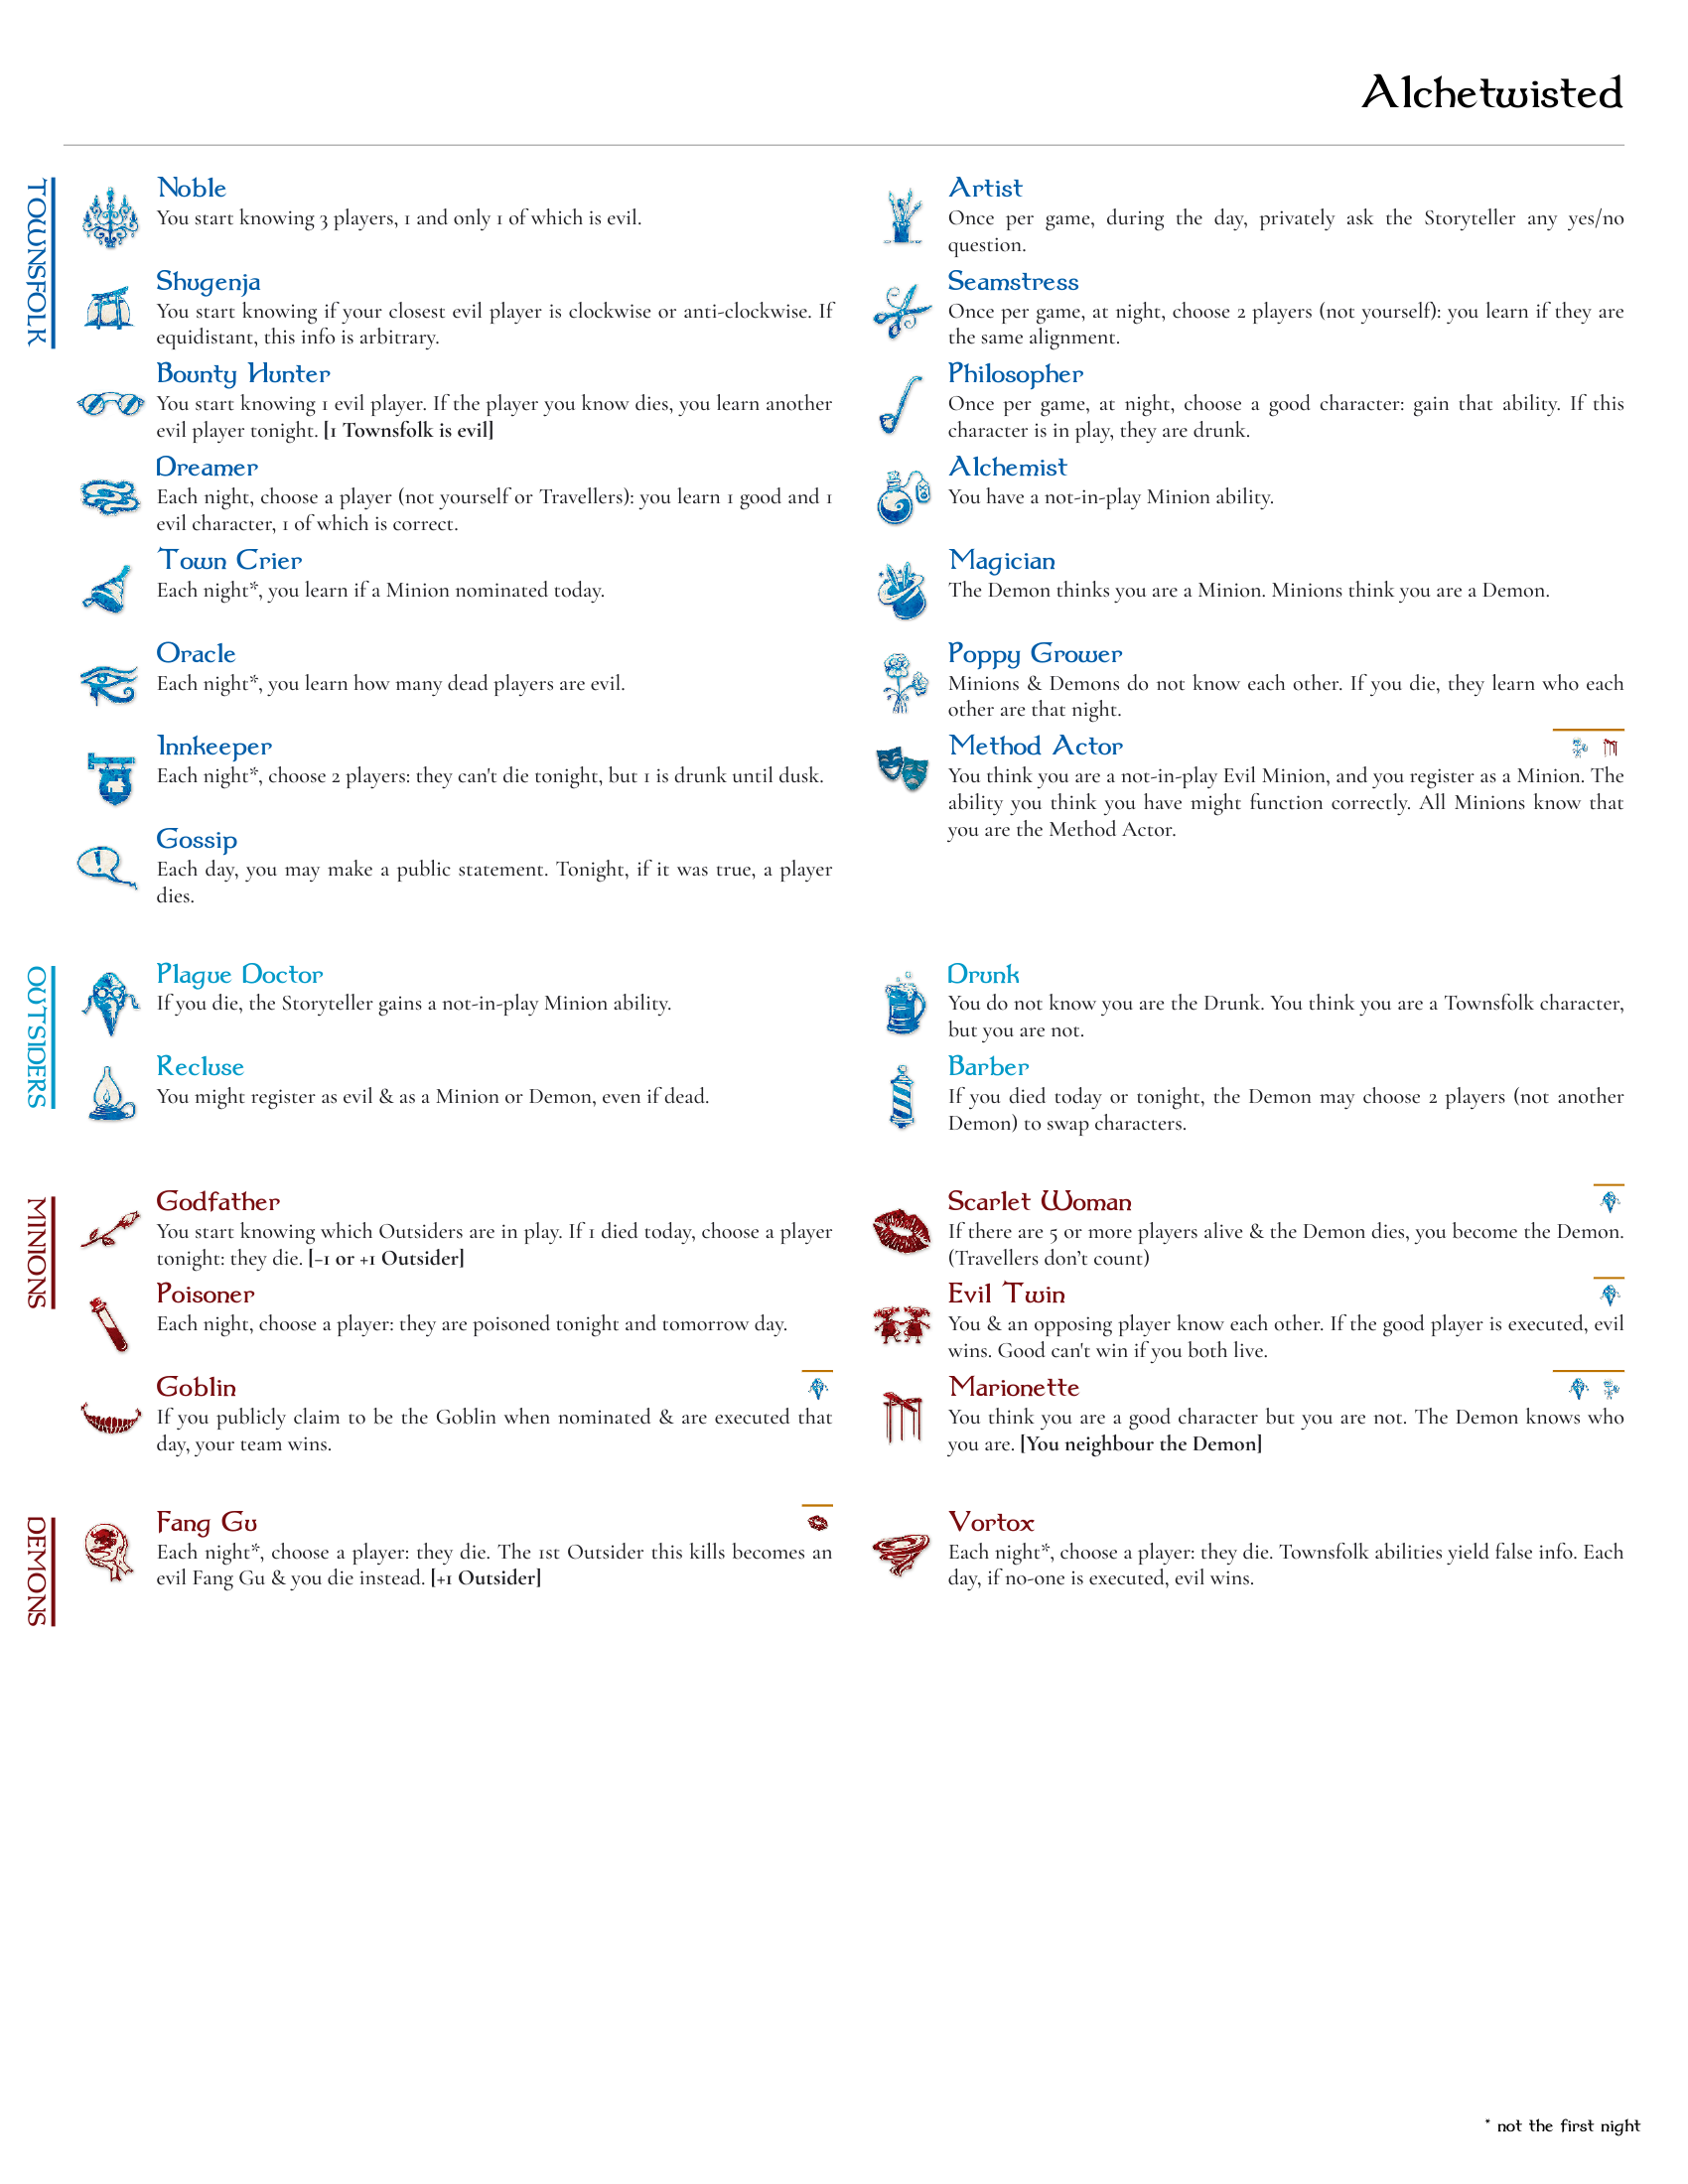 Alchetwisted
TOWNSFOLK
Noble
You start knowing 3 players, 1 and only 1 of which is evil.
Shugenja
You start knowing if your closest evil player is clockwise or anti-clockwise. If
equidistant, this info is arbitrary.
Bounty Hunter
You start knowing 1 evil player. If the player you know dies, you learn another
evil player tonight. [1 Townsfolk is evil]
Dreamer
Each night, choose a player (not yourself or Travellers): you learn 1 good and 1
evil character, 1 of which is correct.
Town Crier
Each night*, you learn if a Minion nominated today.
Oracle
Each night*, you learn how many dead players are evil.
Innkeeper
Each night*, choose 2 players: they can't die tonight, but 1 is drunk until dusk.
Gossip
Each day, you may make a public statement. Tonight, if it was true, a player
dies.
Artist
Once per game, during the day, privately ask the Storyteller any yes/no
question.
Seamstress
Once per game, at night, choose 2 players (not yourself): you learn if they are
the same alignment.
Philosopher
Once per game, at night, choose a good character: gain that ability. If this
character is in play, they are drunk.
Alchemist
You have a not-in-play Minion ability.
Magician
The Demon thinks you are a Minion. Minions think you are a Demon.
Poppy Grower
Minions & Demons do not know each other. If you die, they learn who each
other are that night.
Method Actor
You think you are a not-in-play Evil Minion, and you register as a Minion. The
ability you think you have might function correctly. All Minions know that
you are the Method Actor.
OUTSIDERS
Plague Doctor
If you die, the Storyteller gains a not-in-play Minion ability.
Recluse
You might register as evil & as a Minion or Demon, even if dead.
Drunk
You do not know you are the Drunk. You think you are a Townsfolk character,
but you are not.
Barber
If you died today or tonight, the Demon may choose 2 players (not another
Demon) to swap characters.
MINIONS
Godfather
You start knowing which Outsiders are in play. If 1 died today, choose a player
tonight: they die. [−1 or +1 Outsider]
Poisoner
Each night, choose a player: they are poisoned tonight and tomorrow day.
Goblin
If you publicly claim to be the Goblin when nominated & are executed that
day, your team wins.
Scarlet Woman
If there are 5 or more players alive & the Demon dies, you become the Demon.
(Travellers don’t count)
Evil Twin
You & an opposing player know each other. If the good player is executed, evil
wins. Good can't win if you both live.
Marionette
You think you are a good character but you are not. The Demon knows who
you are. [You neighbour the Demon]
DEMONS
Fang Gu
Each night*, choose a player: they die. The 1st Outsider this kills becomes an
evil Fang Gu & you die instead. [+1 Outsider]
Vortox
Each night*, choose a player: they die. Townsfolk abilities yield false info. Each
day, if no-one is executed, evil wins.
* not the first night